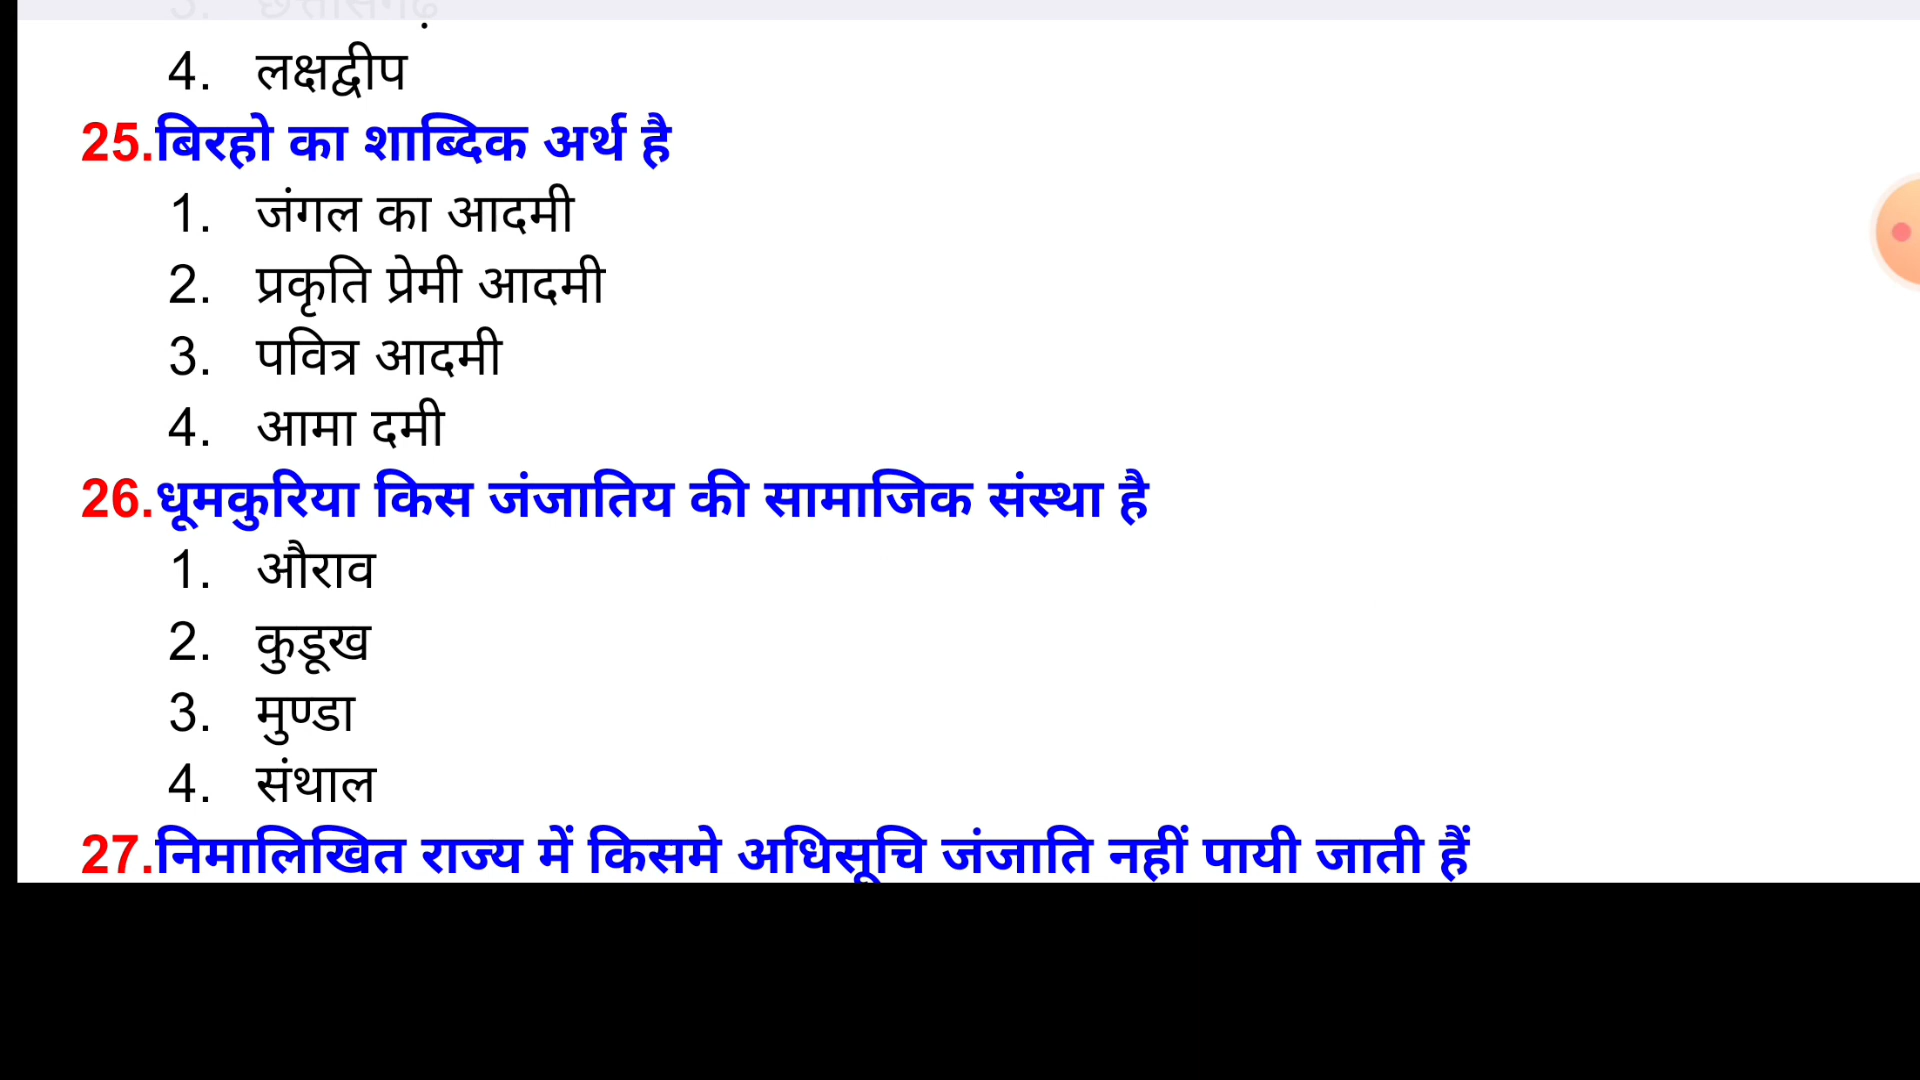 4. लक्षद्वीप
25.बिरहो का शाब्दिक अर्थ है
1. जंगल का आदमी
2. प्रकृति प्रेमी आदमी
3. पवित्र आदमी
4. आमा दमी
26.धूमकुरिया किस जंजातिय की सामाजिक संस्था है
1. औराव
2. कुडूख
3. मुण्डा
4. संथाल
27.निमालिखित राज्य में किसमे अधिसूचि जंजाति नहीं पायी जाती हैं